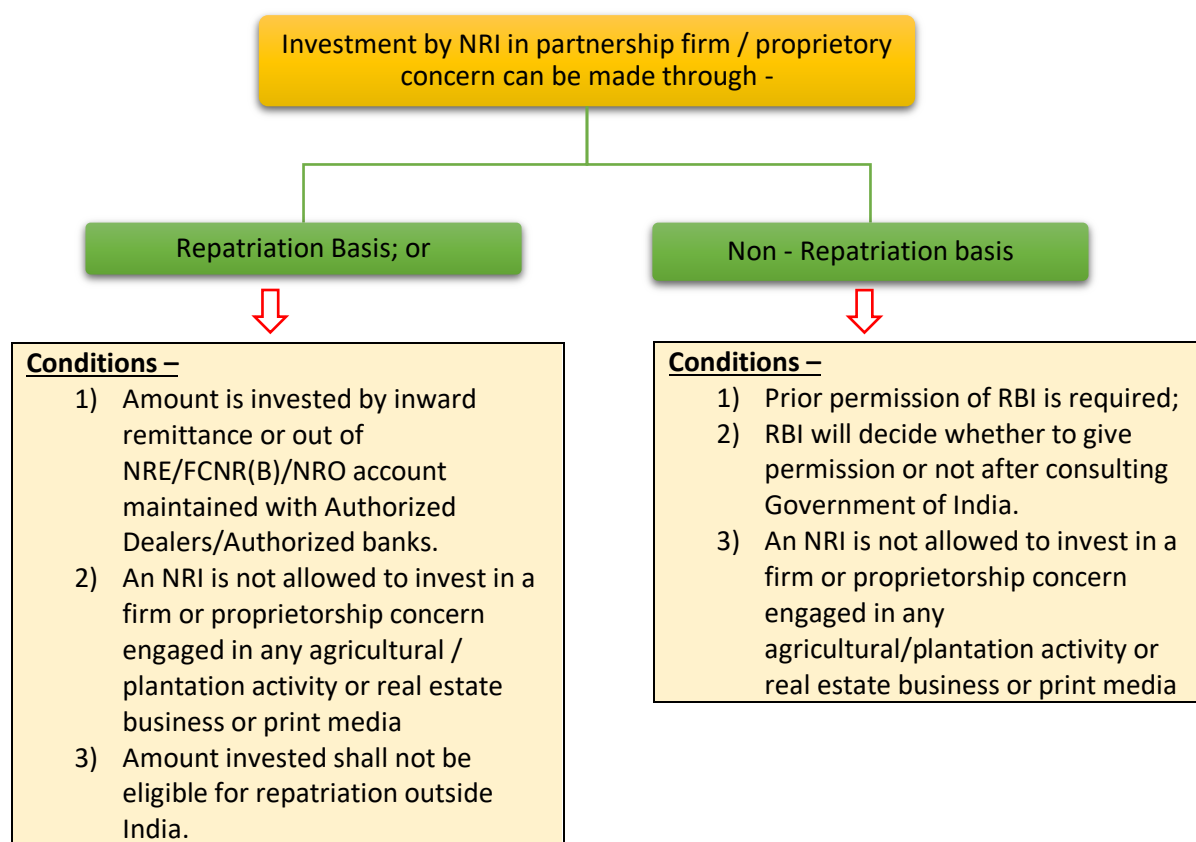 Investment by NRI in partnership firm / proprietory
concern can be made through -
Repatriation Basis; or
Non - Repatriation basis
Conditions –
1) Amount is invested by inward
remittance or out of
NRE/FCNR(B)/NRO account
maintained with Authorized
Dealers/Authorized banks.
2) An NRI is not allowed to invest in a
firm or proprietorship concern
engaged in any agricultural /
plantation activity or real estate
business or print media
3) Amount invested shall not be
eligible for repatriation outside
India.
Conditions –
1) Prior permission of RBI is required;
2) RBI will decide whether to give
permission or not after consulting
Government of India.
3) An NRI is not allowed to invest in a
firm or proprietorship concern
engaged in any
agricultural/plantation activity or
real estate business or print media